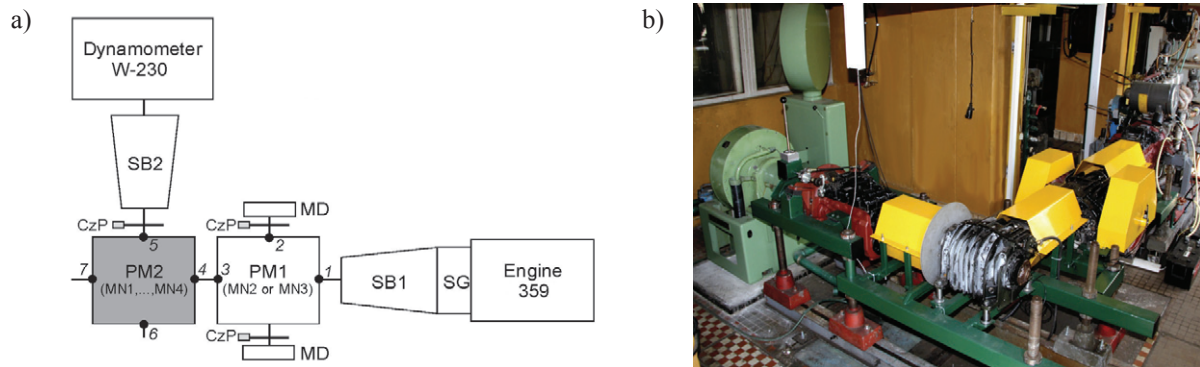 a)
b)
Dynamometer
W-230
SB2
CzP
5
CzP
MD
2
7
PM2
(MN1,...,MN4)
4
3
PM1
(MN2 or MN3)
1
SB1
SG
Engine
359
6
CzP
MD